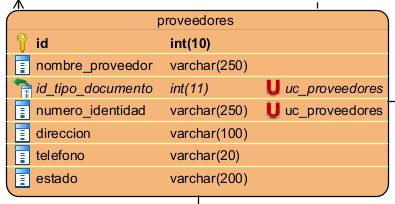 proveedores
id int(10)
nombre_proveedor varchar(250)
id_tipo_documento int(11) U uc_proveedores
numero_identidad varchar(250) U uc_proveedores
direccion varchar(100)
telefono varchar(20)
estado varchar(200)